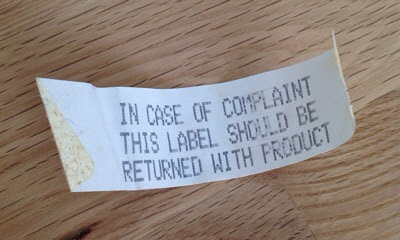 IN CASE OF COMPLAINT
THIS LABEL SHOULD BE
RETURNED WITH PRODUCT